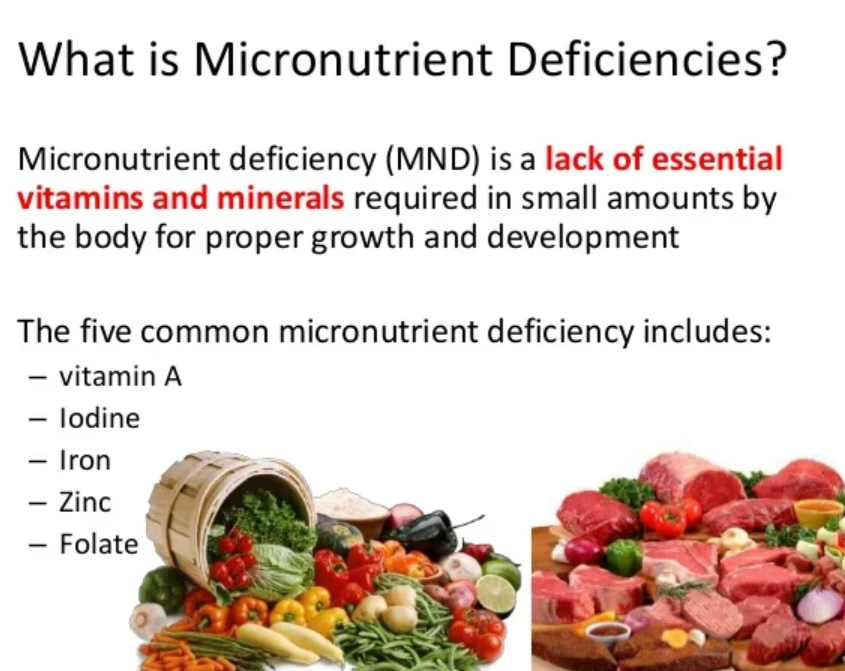 What is Micronutrient Deficiencies?
Micronutrient deficiency (MND) is a lack of essential
vitamins and minerals required in small amounts by
the body for proper growth and development
The five common micronutrient deficiency includes:
– vitamin A
– Iodine
– Iron
– Zinc
– Folate